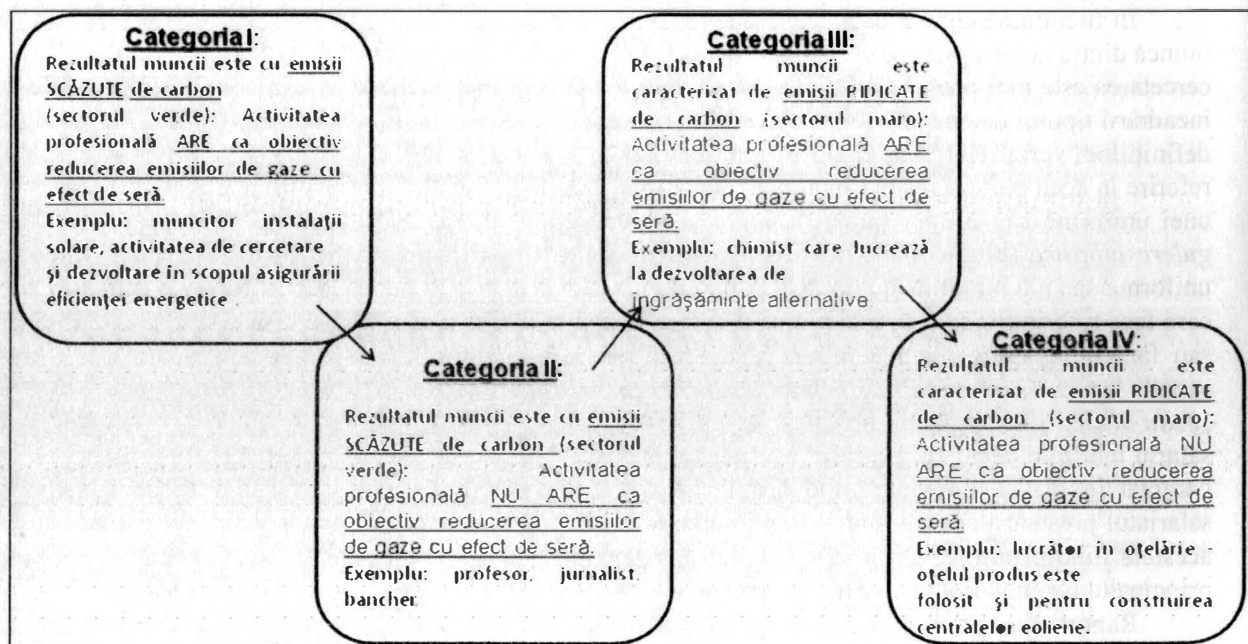 Categoria I:
Rezultatul muncii este cu emisii
SCĂZUTE de carbon
(sectorul verde): Activitatea
profesională ARE ca obiectiv
reducerea emisiilor de gaze cu
efect de seră.
Exemplu: instalator instalații
solare, activitatea de cercetare
și dezvoltare în scopul asigurării
eficienței energetice
Categoria II:
Rezultatul muncii este cu emisii
SCĂZUTE de carbon (sectorul
verde): Activitatea
profesională NU ARE ca
obiectiv reducerea emisiilor
de gaze cu efect de seră.
Exemplu: profesor, jurnalist,
bancher.
Categoria III:
Rezultatul muncii este
caracterizat de emisii RIDICATE
de carbon (sectorul maro):
Activitatea profesională ARE
ca obiectiv reducerea
emisiilor de gaze cu efect de
seră.
Exemplu: chimist care lucrează
la dezvoltarea de
îngrășăminte alternative.
Categoria IV:
Rezultatul muncii este
caracterizat de emisii RIDICATE
de carbon (sectorul maro):
Activitatea profesională NU
ARE ca obiectiv reducerea
emisiilor de gaze cu efect de
seră.
Exemplu: lucrător în oțelărie –
oțelul produs este
folosit și pentru construirea
centralelor eoliene.